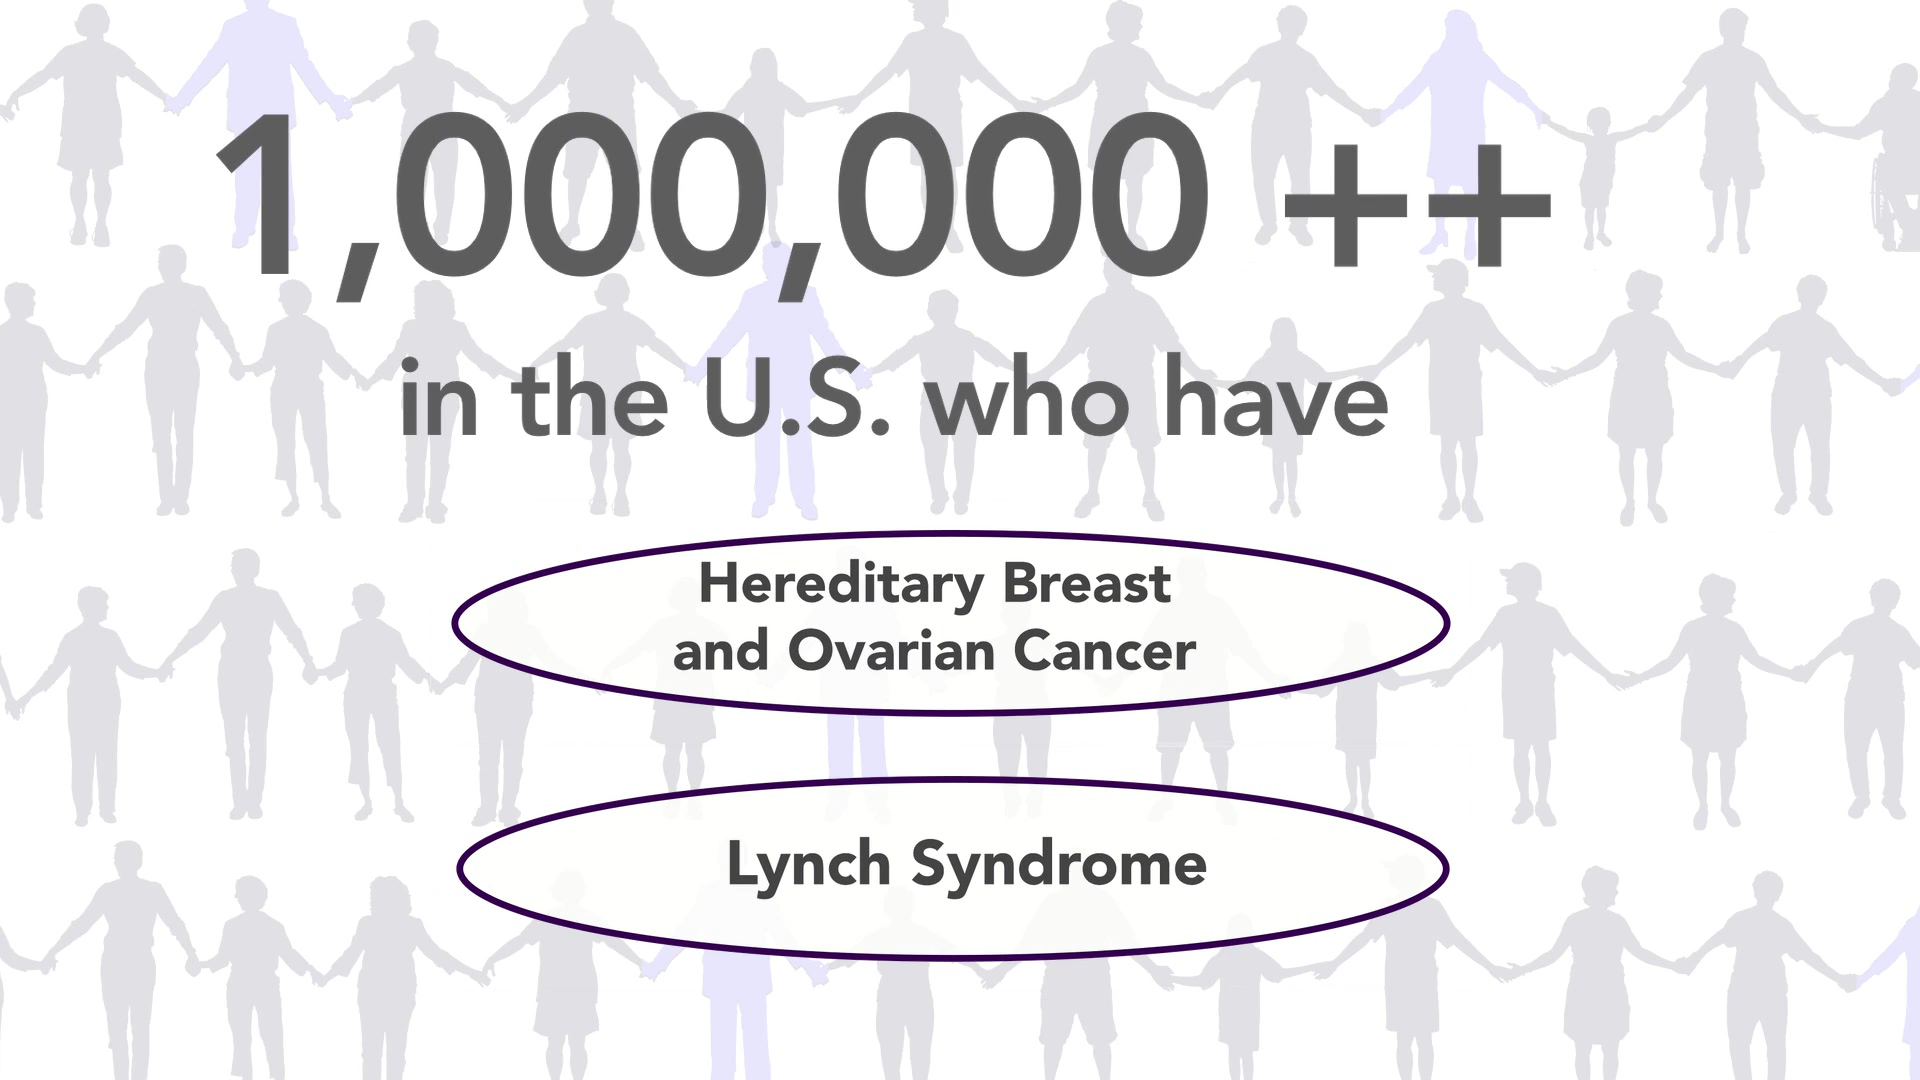 1,000,000 ++
in the U.S. who have
Hereditary Breast
and Ovarian Cancer
Lynch Syndrome